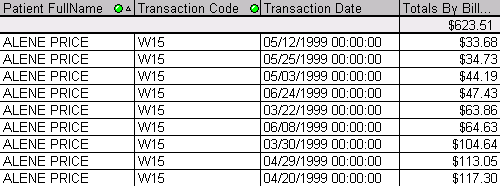 Patient FullName Transaction Code Transaction Date Totals By Bill...
$623.51
ALENE PRICE W15 05/12/1999 00:00:00 $33.68
ALENE PRICE W15 05/25/1999 00:00:00 $34.73
ALENE PRICE W15 05/03/1999 00:00:00 $44.19
ALENE PRICE W15 06/24/1999 00:00:00 $47.43
ALENE PRICE W15 03/22/1999 00:00:00 $63.86
ALENE PRICE W15 06/08/1999 00:00:00 $64.63
ALENE PRICE W15 03/30/1999 00:00:00 $104.64
ALENE PRICE W15 04/29/1999 00:00:00 $113.05
ALENE PRICE W15 04/20/1999 00:00:00 $117.30